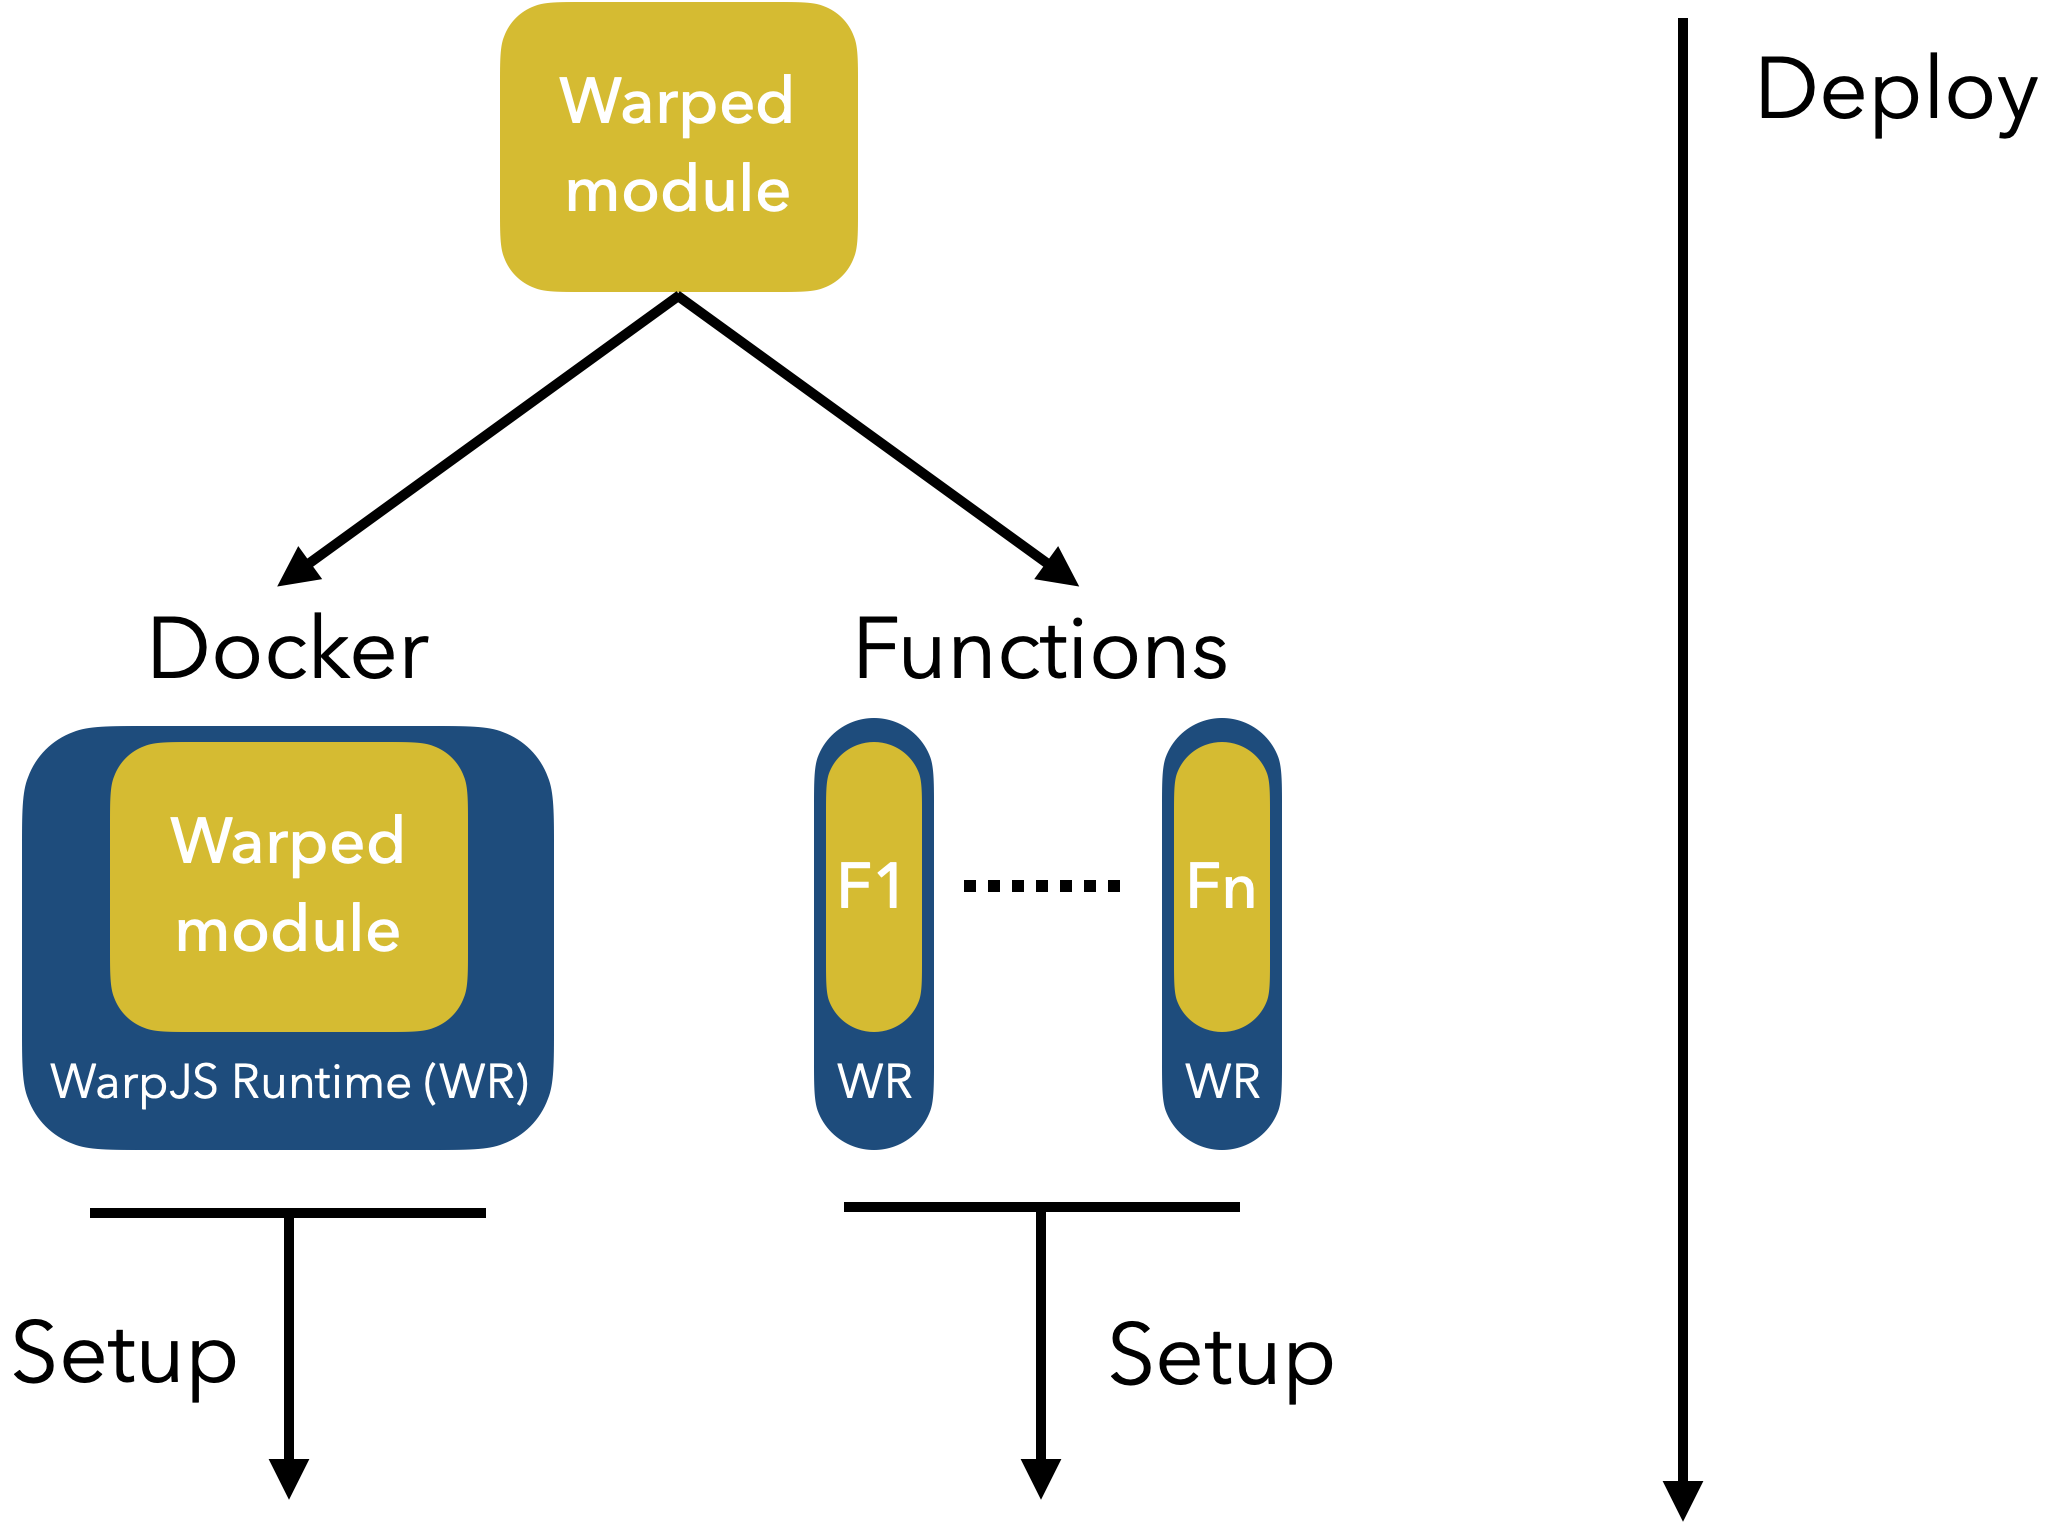 Warped
module
Deploy
Docker
Functions
Warped
module
WarpJS Runtime (WR)
F1
WR
Fn
WR
Setup
Setup